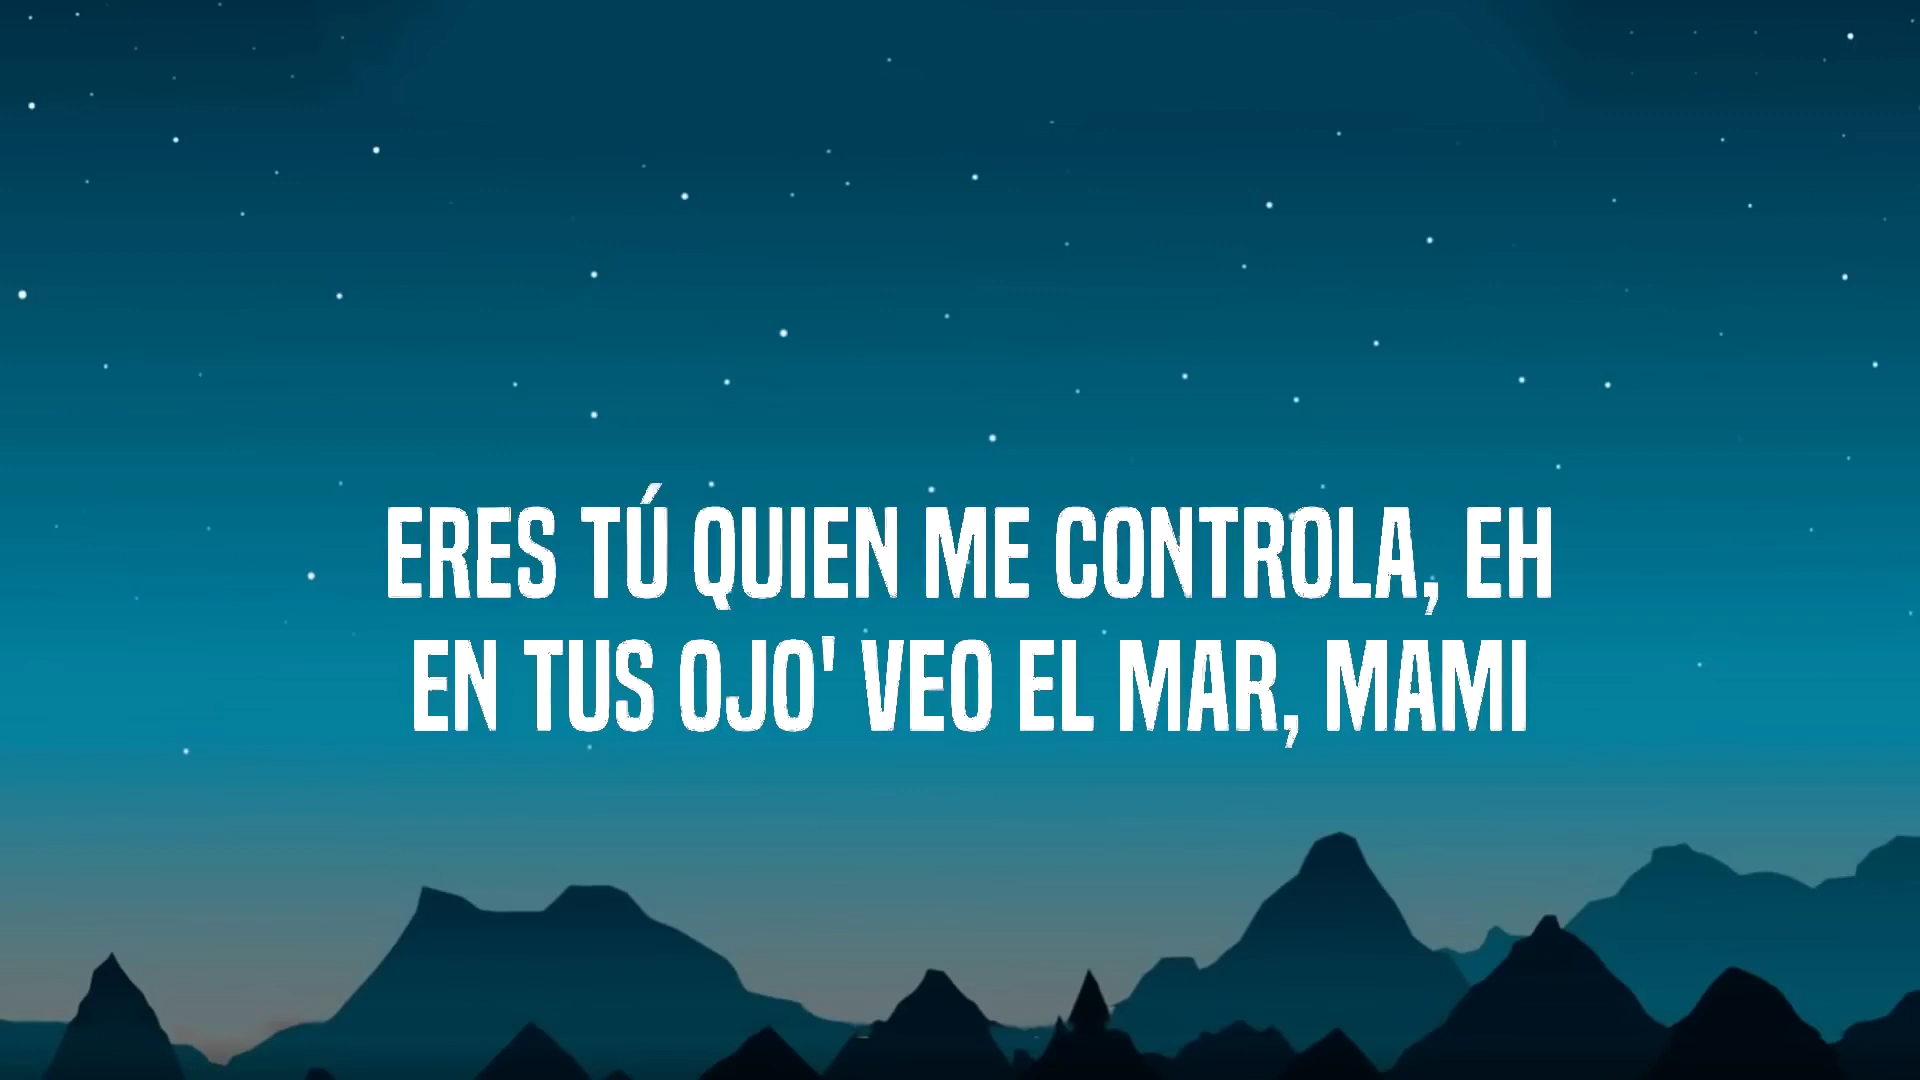 ERES TÚ QUIEN ME CONTROLA, EH
EN TUS OJO' VEO EL MAR, MAMI